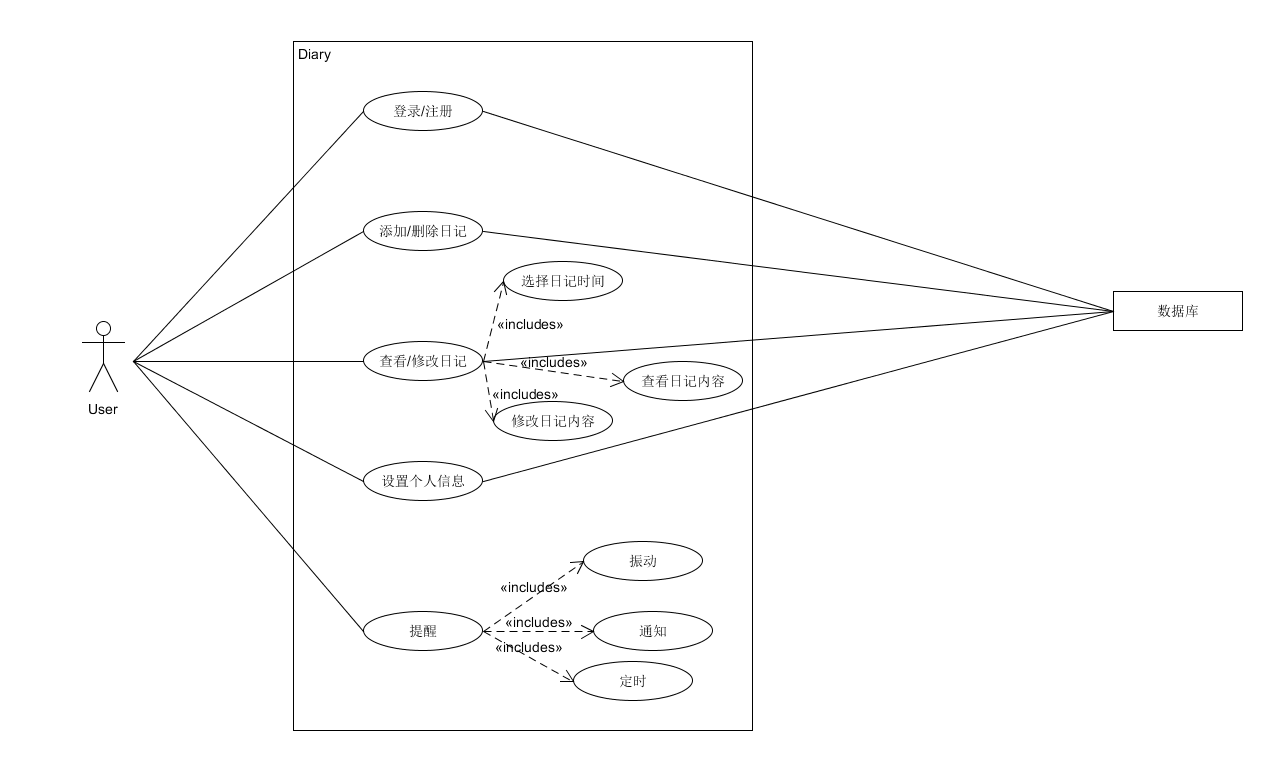 Diary
登录/注册
添加/删除日记
选择日记时间
«includes»
数据库
查看/修改日记
«includes»
查看日记内容
«includes»
修改日记内容
User
设置个人信息
振动
«includes»
提醒
«includes»
通知
«includes»
定时